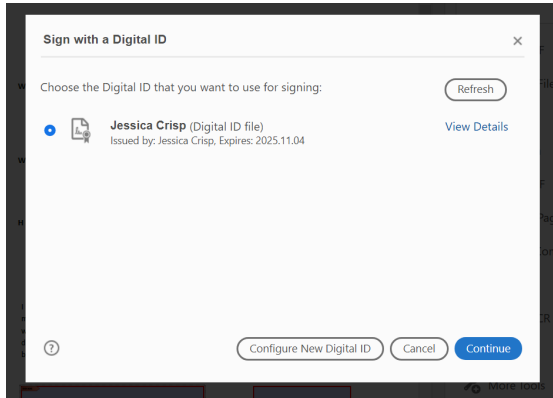 Sign with a Digital ID
Choose the Digital ID that you want to use for signing:
Refresh
Jessica Crisp (Digital ID file)
View Details
Issued by: Jessica Crisp, Expires: 2025.11.04
Configure New Digital ID
Cancel
Continue
More Tools